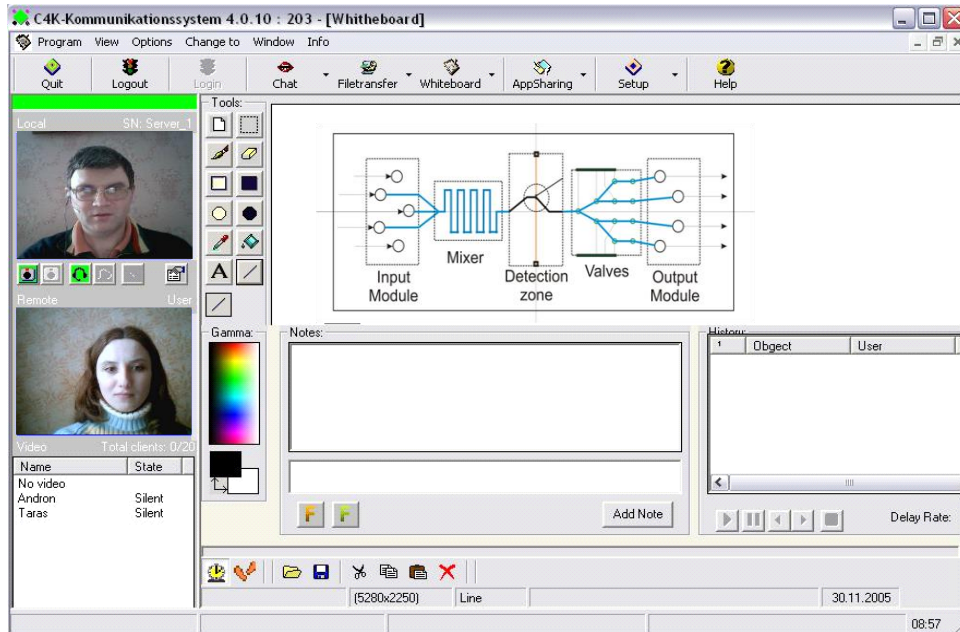 C4K-Kommunikationssystem 4.0.10 : 203 - [Whitheboard]
Program View Options Change to Window Info
Quit Logout Login Chat Filetransfer Whiteboard AppSharing Setup Help
Local SN: Server_1
Tools:
A
Input Module
Mixer
Detection zone
Valves
Output Module
Remote User
Gamma:
Notes:
History:
1 Obgect User
Video Total clients: 0/20
Name State
No video
Andron Silent
Taras Silent
F F Add Note
Delay Rate:
(5280x2250) Line 30.11.2005
08:57